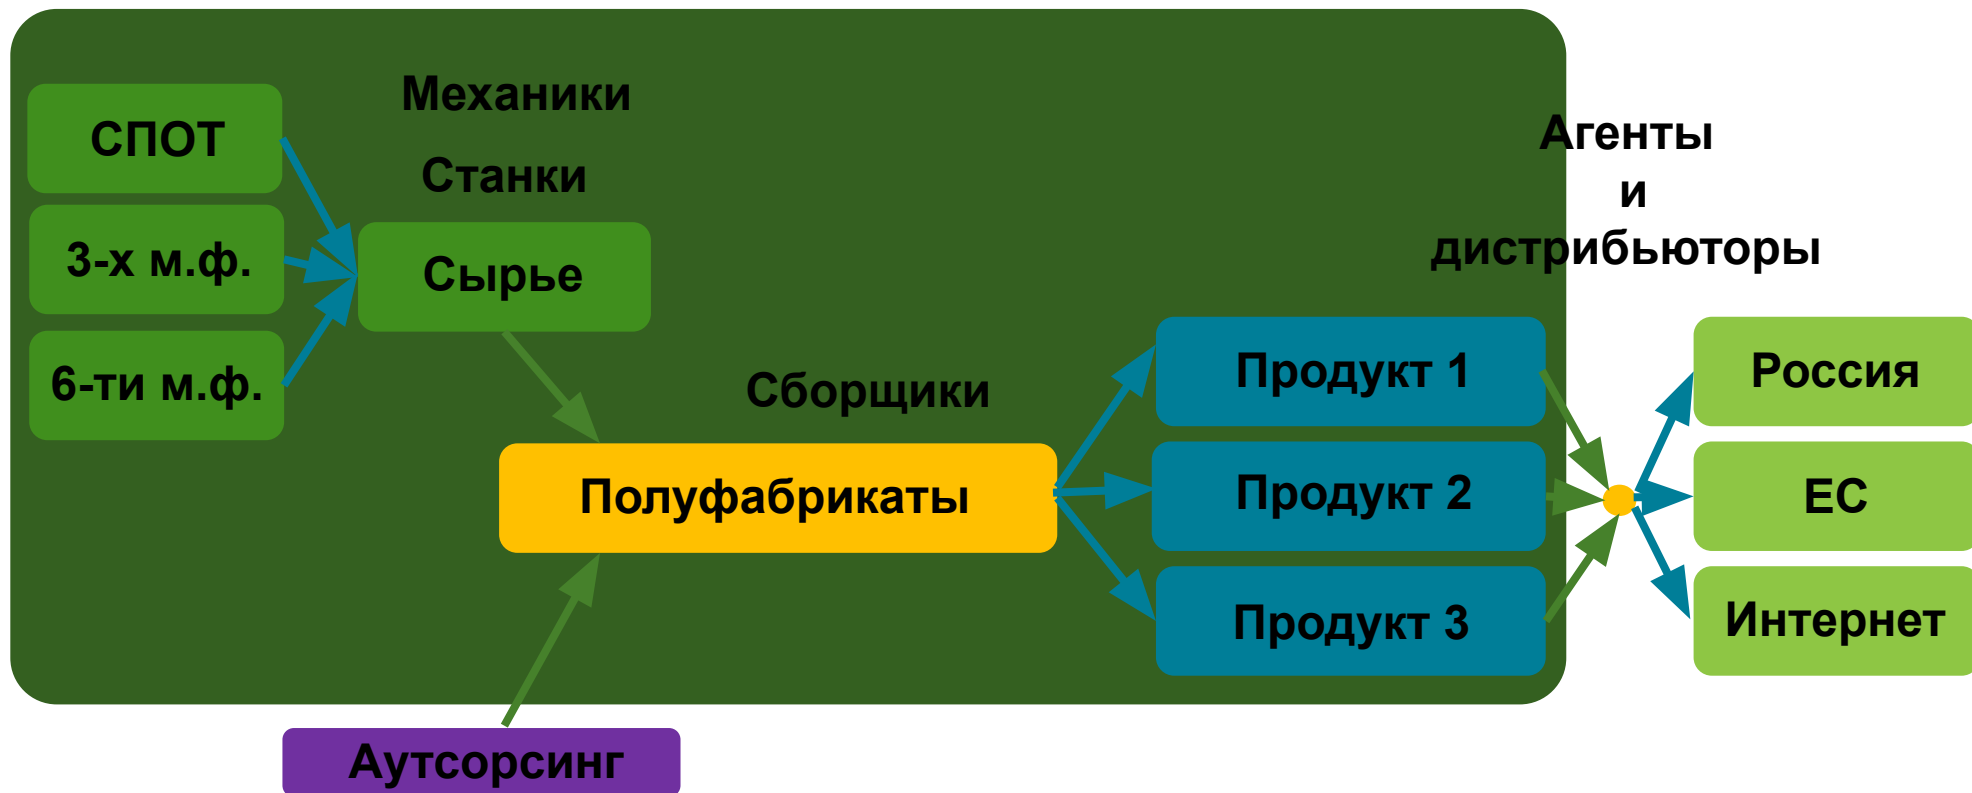 СПОТ
3-х м.ф.
6-ти м.ф.
Механики
Станки
Сырье
Сборщики
Полуфабрикаты
Аутсорсинг
Продукт 1
Продукт 2
Продукт 3
Агенты
и
дистрибьюторы
Россия
ЕС
Интернет